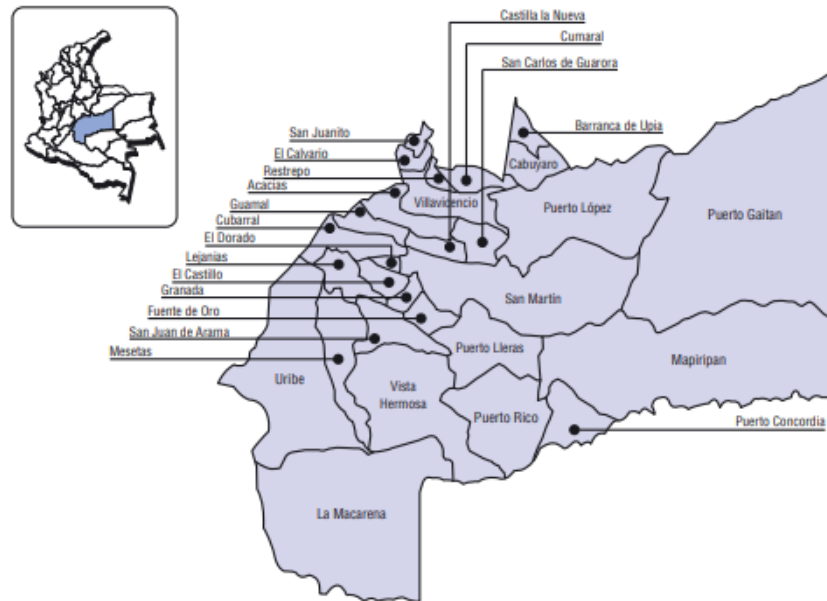 Castilla la Nueva
Cumaral
San Carlos de Guarora
San Juanito
Barranca de Upia
El Calvario
Cabuyaro
Restrepo
Acacias
Villavicencio
Guamal
Puerto López
Puerto Gaitan
Cubarral
El Dorado
Lejanias
El Castillo
Granada
San Martín
Fuente de Oro
San Juan de Arama
Puerto Lleras
Mesetas
Mapiripan
Uribe
Vista
Hermosa
Puerto Rico
Puerto Concordia
La Macarena